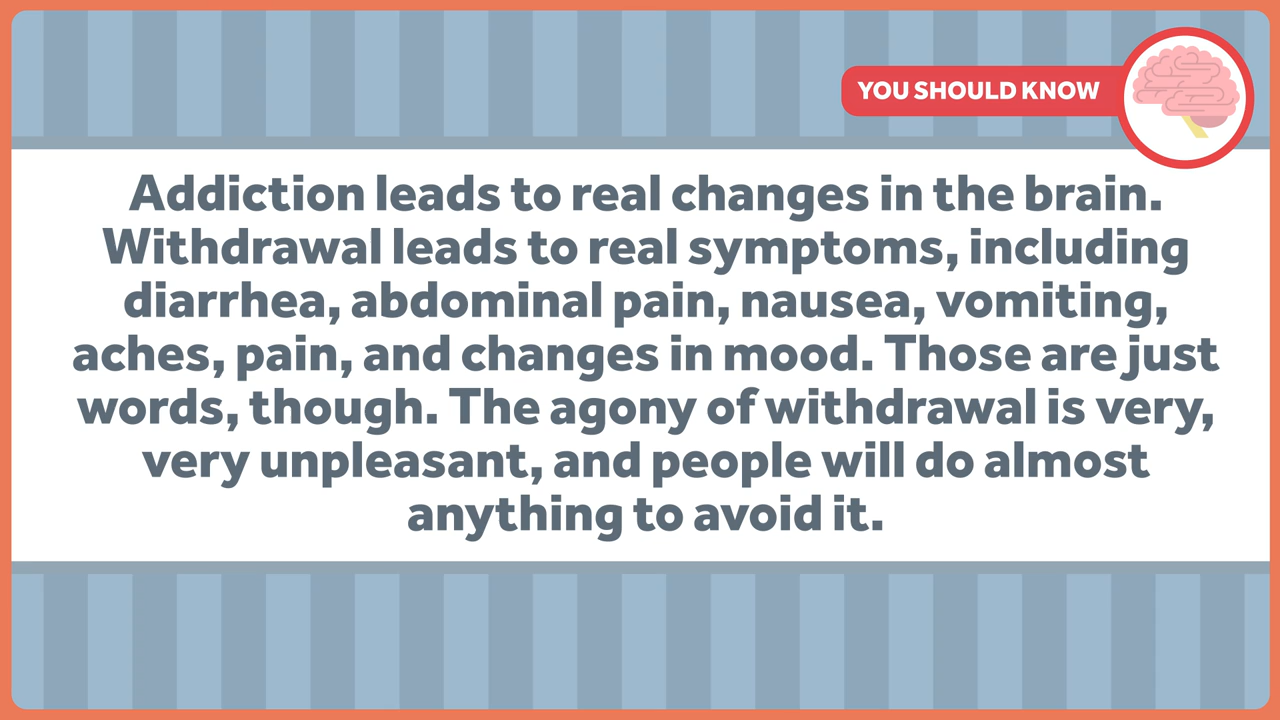 YOU SHOULD KNOW
Addiction leads to real changes in the brain.
Withdrawal leads to real symptoms, including
diarrhea, abdominal pain, nausea, vomiting,
aches, pain, and changes in mood. Those are just
words, though. The agony of withdrawal is very,
very unpleasant, and people will do almost
anything to avoid it.